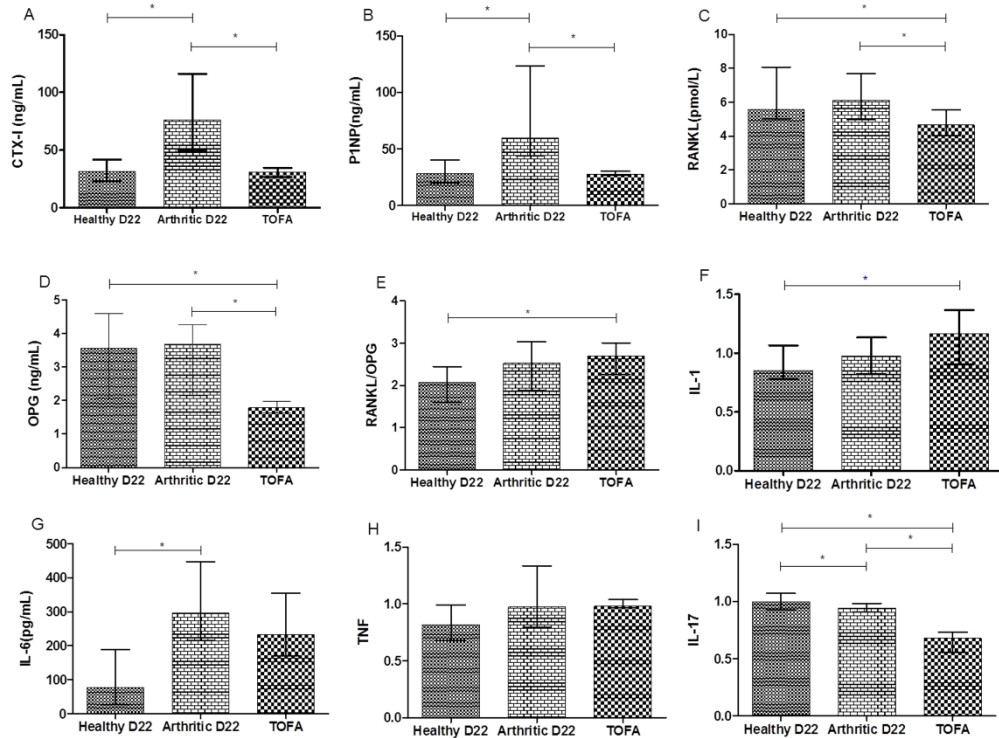 A
*
*
CTX-I (ng/mL)
150
100
50
0
Healthy D22 Arthritic D22 TOFA
B
*
*
P1NP(ng/mL)
150
100
50
0
Healthy D22 Arthritic D22 TOFA
C
*
*
RANKL(pmol/L)
10
8
6
4
2
0
Healthy D22 Arthritic D22 TOFA
D
*
*
OPG (ng/mL)
5
4
3
2
1
0
Healthy D22 Arthritic D22 TOFA
E
*
RANKL/OPG
4
3
2
1
0
Healthy D22 Arthritic D22 TOFA
F
*
IL-1
1.5
1.0
0.5
0.0
Healthy D22 Arthritic D22 TOFA
G
*
IL-6(pg/mL)
500
400
300
200
100
0
Healthy D22 Arthritic D22 TOFA
H
TNF
1.5
1.0
0.5
0.0
Healthy D22 Arthritic D22 TOFA
I
*
*
*
IL-17
1.5
1.0
0.5
0.0
Healthy D22 Arthritic D22 TOFA